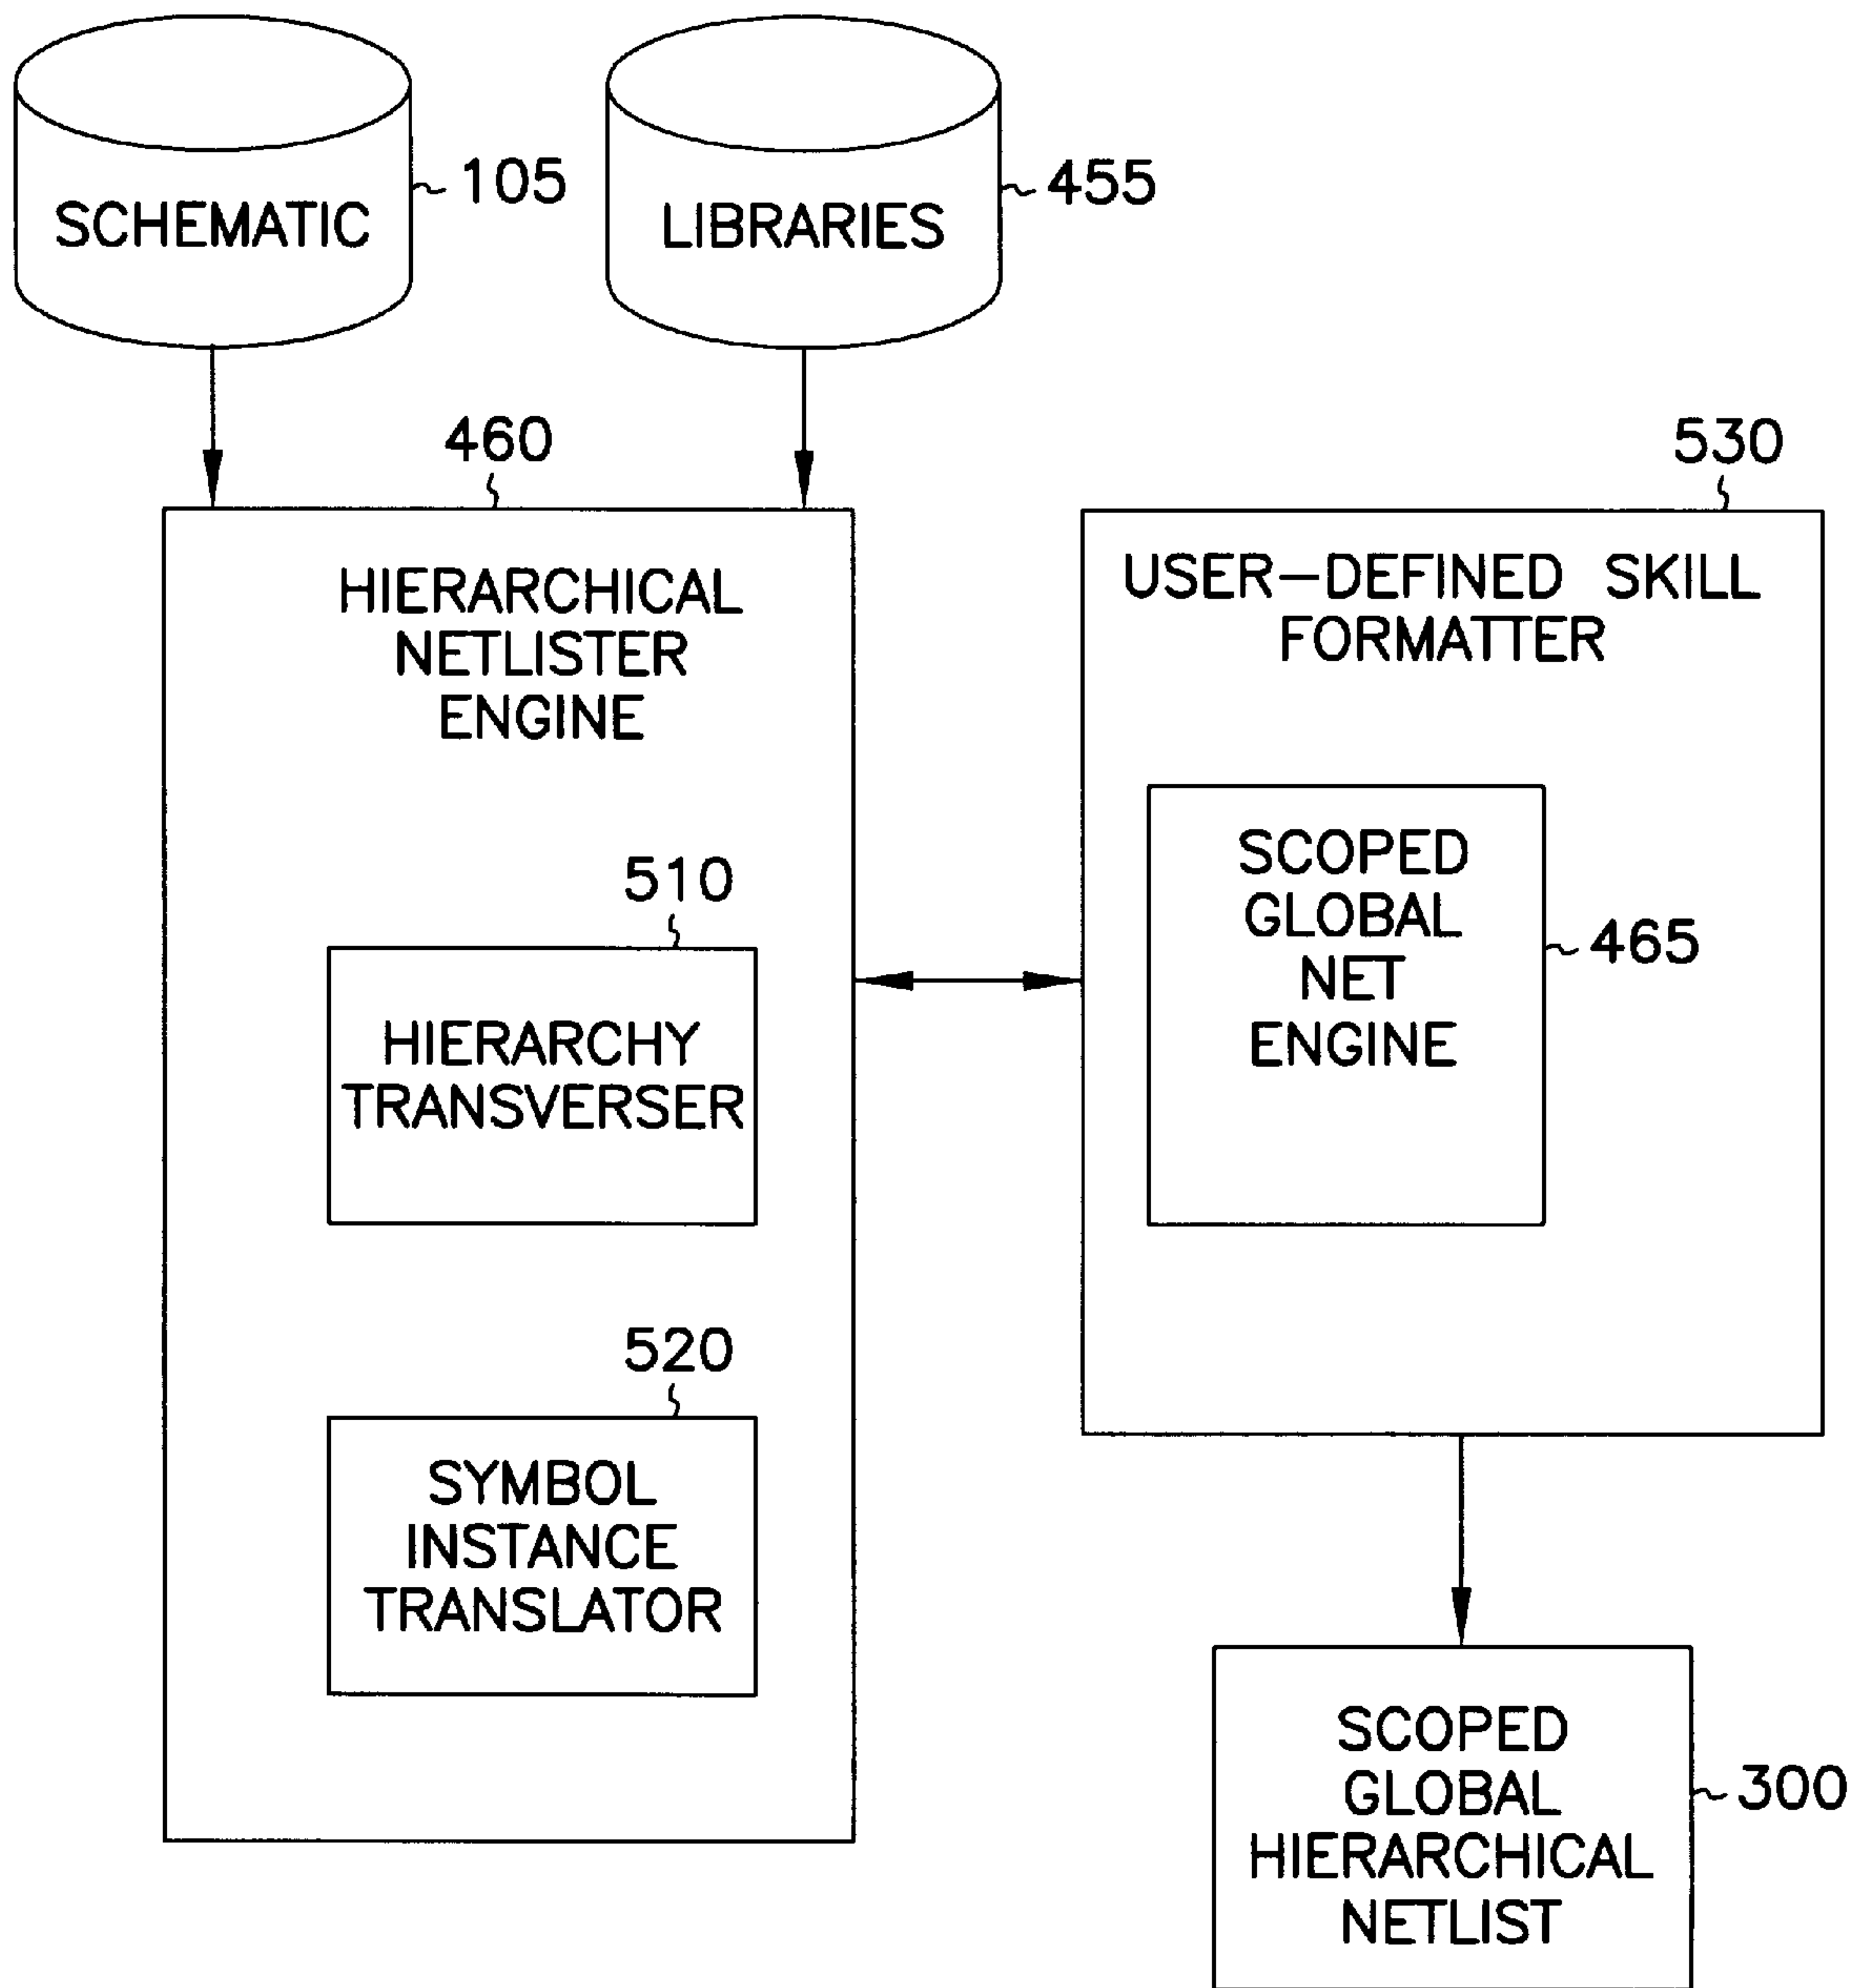 SCHEMATIC
105
LIBRARIES
455
460
HIERARCHICAL
NETLISTER
ENGINE
510
HIERARCHY
TRANSVERSER
520
SYMBOL
INSTANCE
TRANSLATOR
530
USER-DEFINED SKILL
FORMATTER
SCOPED
GLOBAL
NET
ENGINE
465
SCOPED
GLOBAL
HIERARCHICAL
NETLIST
300